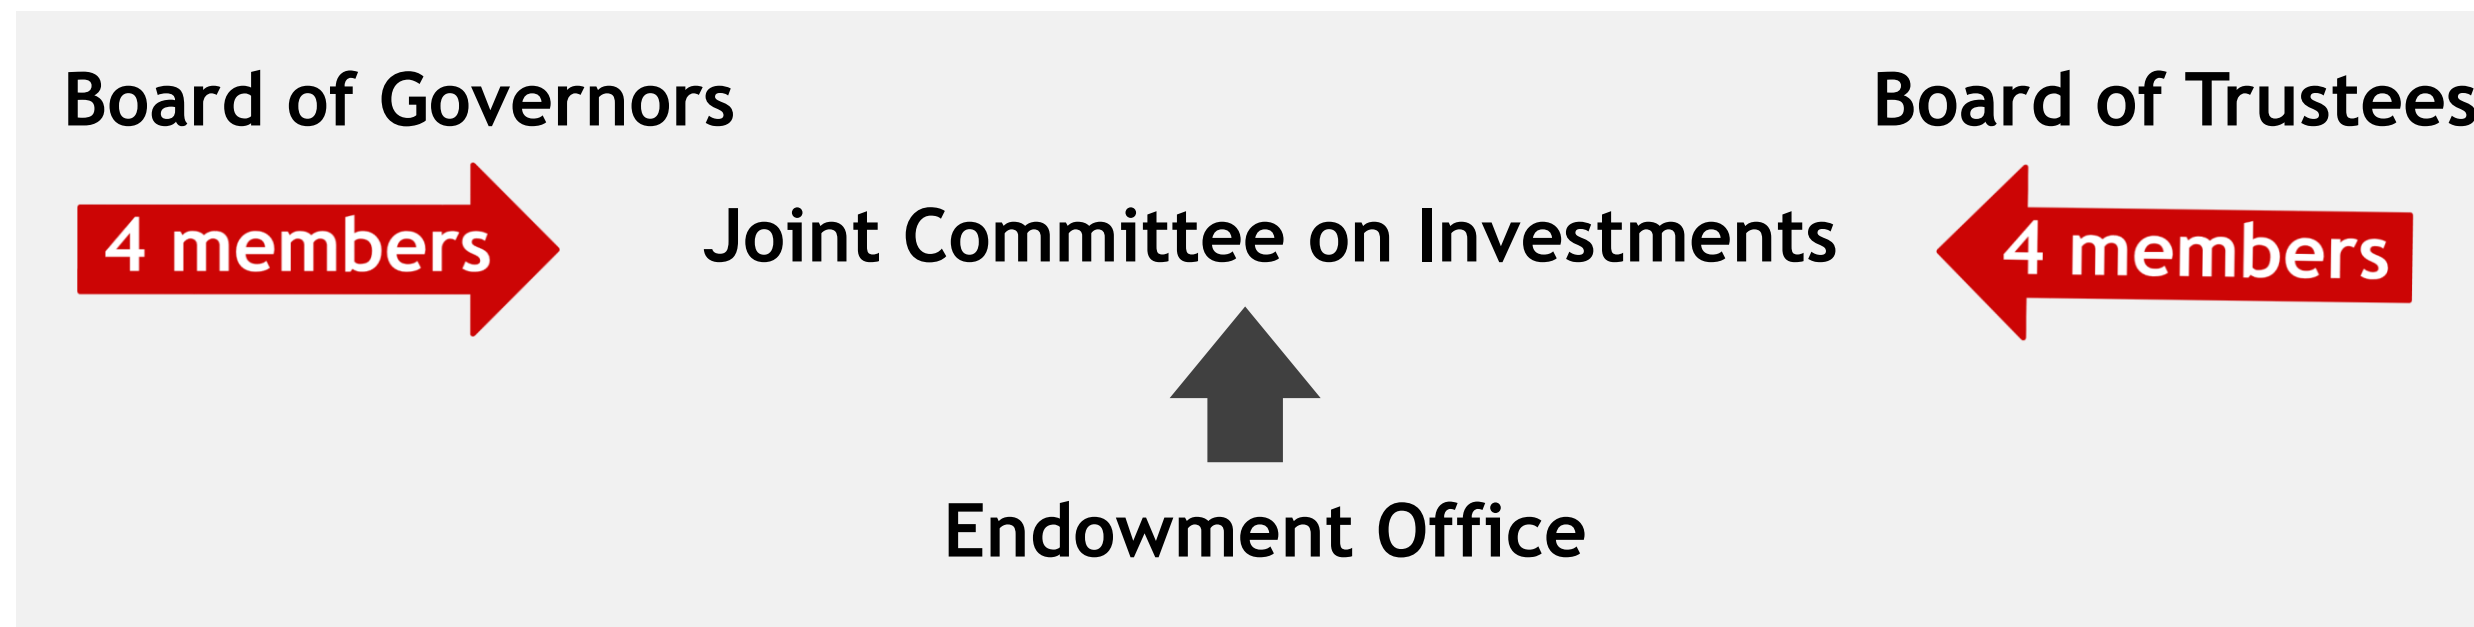 Board of Governors
Board of Trustees
4 members
Joint Committee on Investments
4 members
Endowment Office